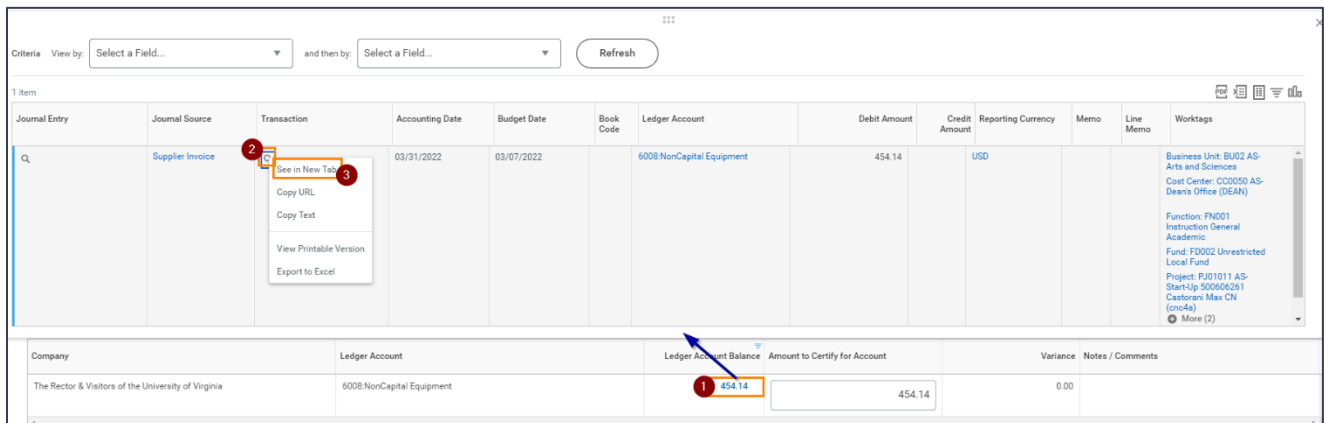 Criteria View by: Select a Field... and then by: Select a Field... Refresh
1 item
Journal Entry Journal Source Transaction Accounting Date Budget Date Book Code Ledger Account Debit Amount Credit Amount Reporting Currency Memo Line Memo Worktags
Supplier Invoice 2 03/31/2022 03/07/2022 6008:NonCapital Equipment 454.14 USD
See in New Tab 3
Copy URL
Copy Text
View Printable Version
Export to Excel
Business Unit: BU02 AS-
Arts and Sciences
Cost Center: CC0050 AS-
Dean's Office (DEAN)
Function: FN001
Instruction General
Academic
Fund: FD002 Unrestricted
Local Fund
Project: PJ01011 AS-
Start-Up 500606261
Castorani Max CN
(cnc4a)
More (2)
Company Ledger Account Ledger Account Balance Amount to Certify for Account Variance Notes / Comments
The Rector & Visitors of the University of Virginia 6008:NonCapital Equipment 1 454.14 454.14 0.00